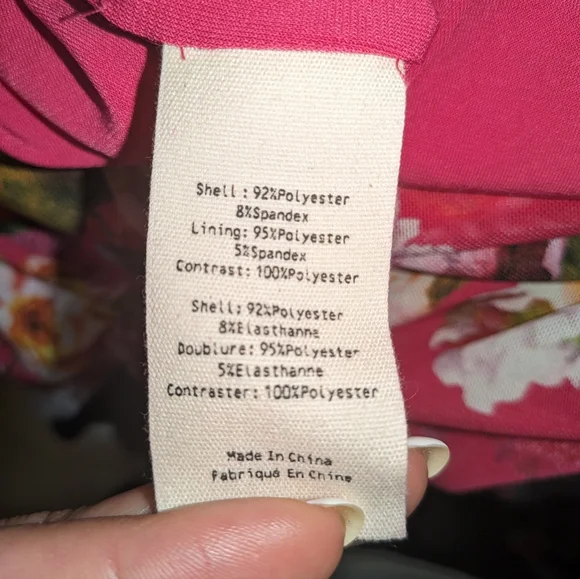 Shell: 92%Polyester
8%Spandex
Lining: 95%Polyester
5%Spandex
Contrast: 100%Polyester
Shell: 92%Polyester
8%Elasthanne
Doublure: 95%Polyester
5%Elasthanne
Contraster: 100%Polyester
Made In China
Fabriqué En Chine